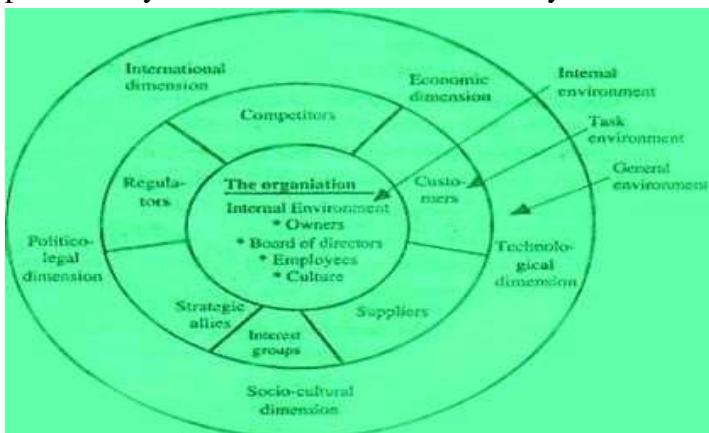 International
dimension
Economic
dimension
Internal
environment
Competitors
Task
environment
Regula-
tors
The organiation
Custo-
mers
General
environment
Internal Environment
* Owners
* Board of directors
* Employees
* Culture
Politico-
legal
dimension
Technolo-
gical
dimension
Strategic
allies
Interest
groups
Suppliers
Socio-cultural
dimension